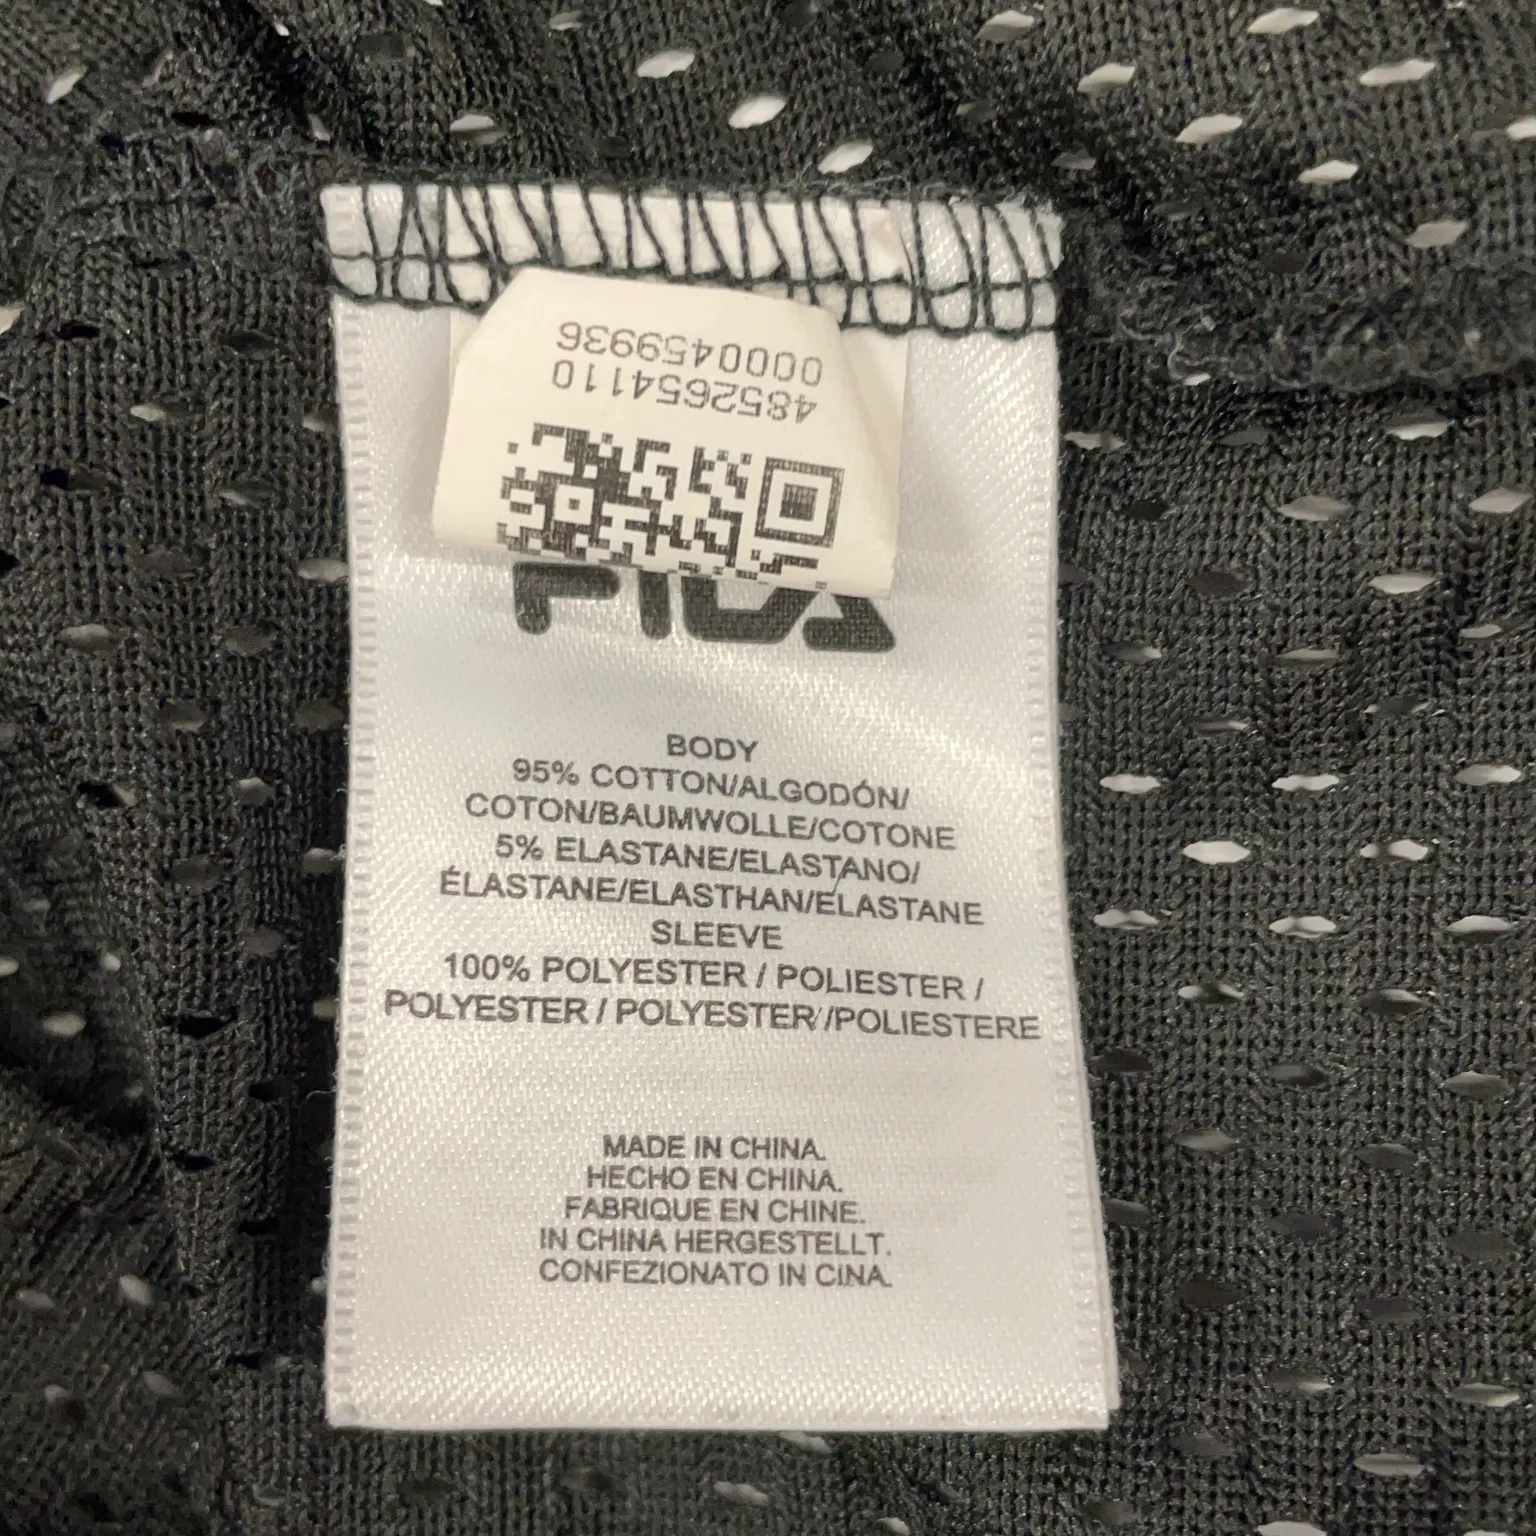 0000459936
4852654110
FILA
BODY
95% COTTON/ALGODÓN/
COTON/BAUMWOLLE/COTONE
5% ELASTANE/ELASTANO/
ÉLASTANE/ELASTHAN/ELASTANE
SLEEVE
100% POLYESTER / POLIESTER /
POLYESTER / POLYESTER /POLIESTERE
MADE IN CHINA.
HECHO EN CHINA.
FABRIQUE EN CHINE.
IN CHINA HERGESTELLT.
CONFEZIONATO IN CINA.